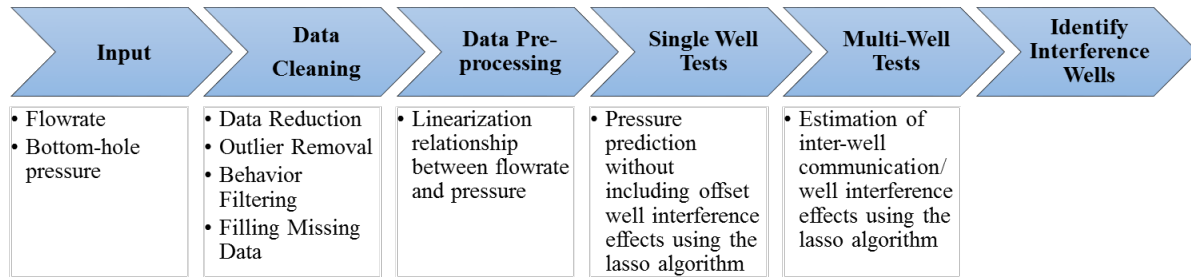 Input
Data
Cleaning
Data Pre-
processing
Single Well
Tests
Multi-Well
Tests
Identify
Interference
Wells
• Flowrate
• Bottom-hole
pressure
• Data Reduction
• Outlier Removal
• Behavior
Filtering
• Filling Missing
Data
• Linearization
relationship
between flowrate
and pressure
• Pressure
prediction
without
including offset
well interference
effects using the
lasso algorithm
• Estimation of
inter-well
communication/
well interference
effects using the
lasso algorithm